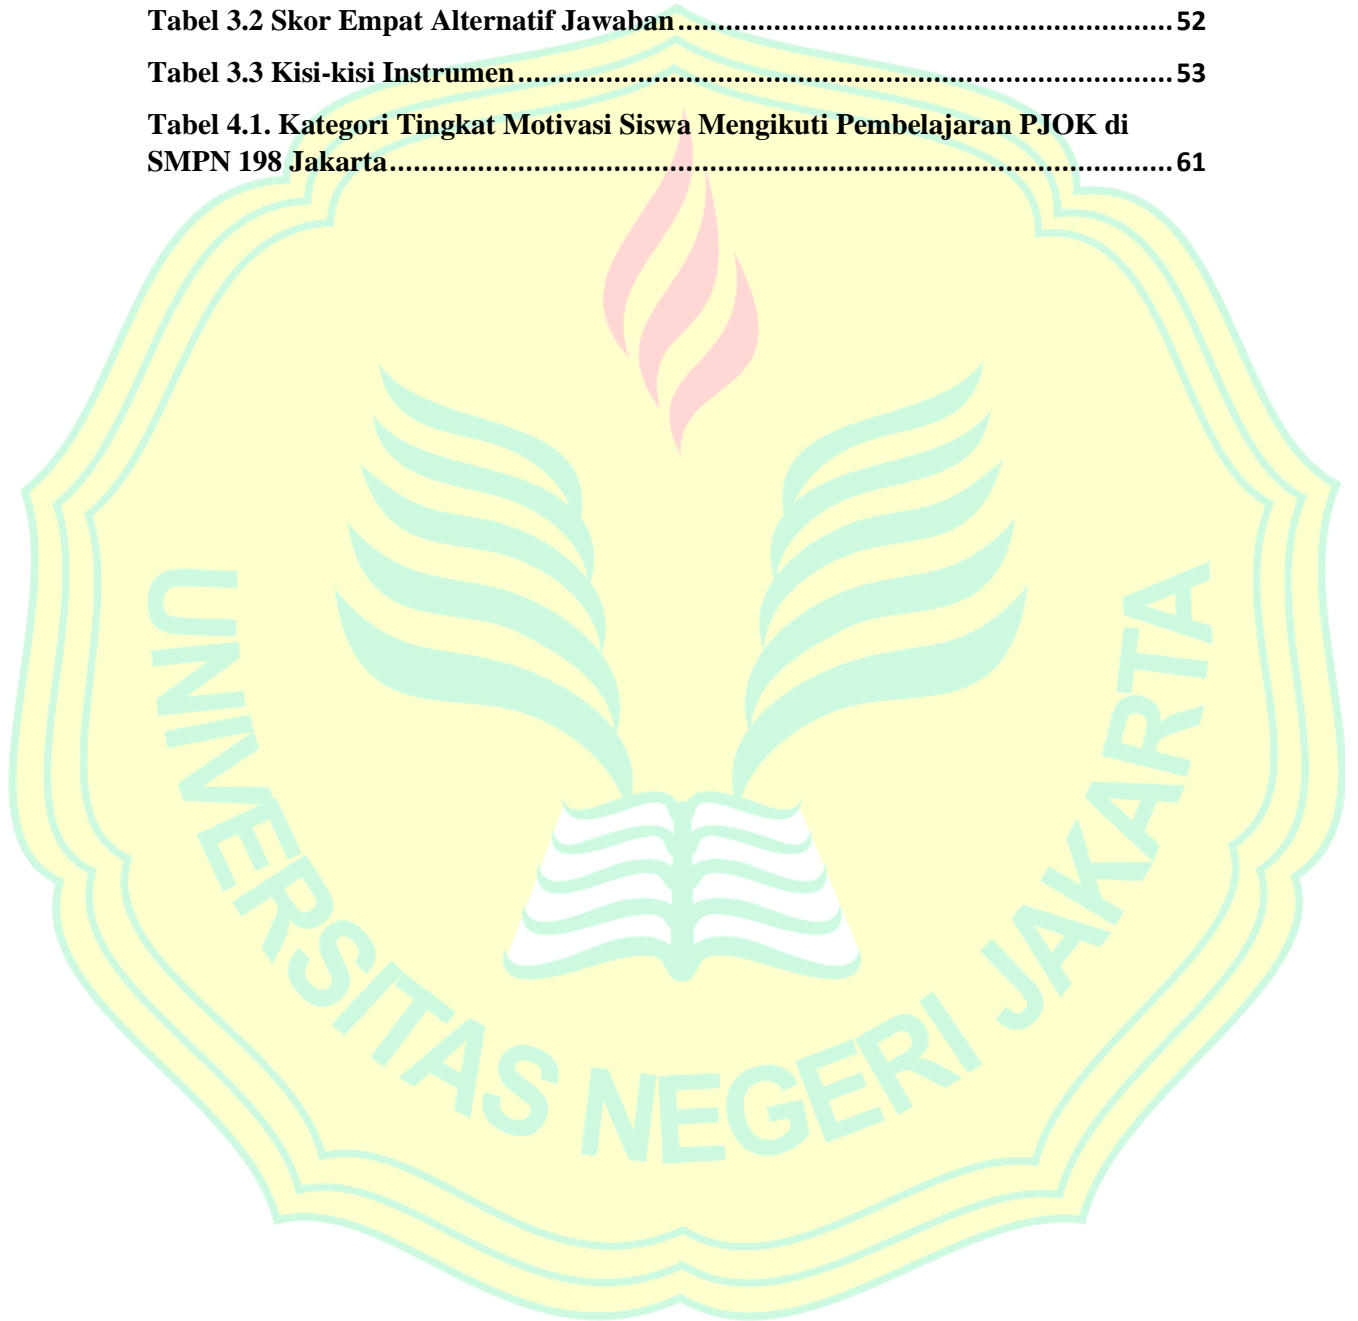 Tabel 3.2 Skor Empat Alternatif Jawaban.............................................................. 52
Tabel 3.3 Kisi-kisi Instrumen.................................................................................. 53
Tabel 4.1. Kategori Tingkat Motivasi Siswa Mengikuti Pembelajaran PJOK di
SMPN 198 Jakarta.................................................................................................. 61
UNIVERSITAS NEGERI JAKARTA